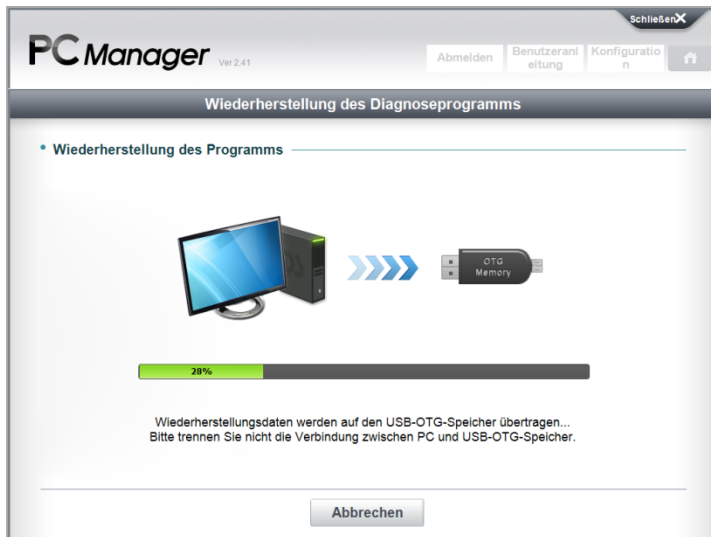 Schließen X
PC Manager Ver 2.41
Abmelden
Benutzeranl
eitung
Konfiguratio
n
Wiederherstellung des Diagnoseprogramms
• Wiederherstellung des Programms
OTG
Memory
28%
Wiederherstellungsdaten werden auf den USB-OTG-Speicher übertragen...
Bitte trennen Sie nicht die Verbindung zwischen PC und USB-OTG-Speicher.
Abbrechen